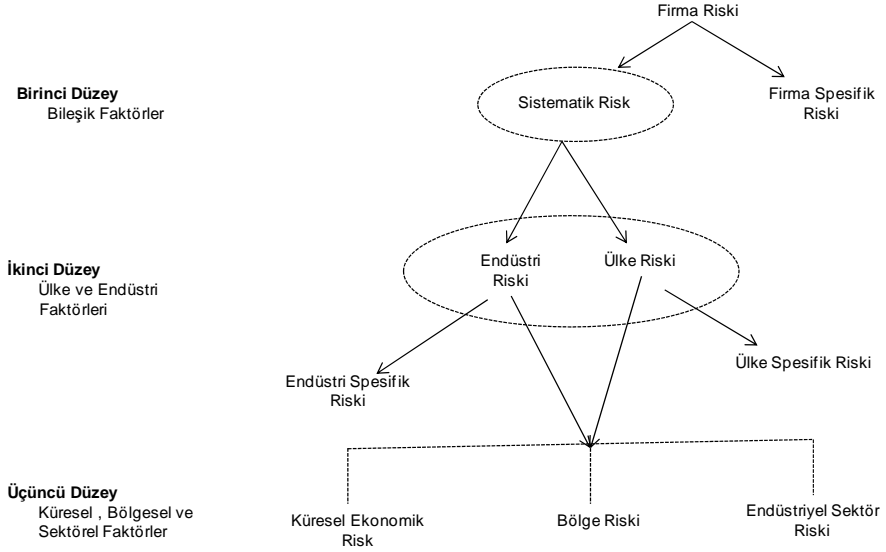 Firma Riski
Birinci Düzey
Bileşik Faktörler
Sistematik Risk
Firma Spesifik
Riski
İkinci Düzey
Ülke ve Endüstri
Faktörleri
Endüstri
Riski
Ülke Riski
Endüstri Spesifik
Riski
Ülke Spesifik Riski
Üçüncü Düzey
Küresel , Bölgesel ve
Sektörel Faktörler
Küresel Ekonomik
Risk
Bölge Riski
Endüstriyel Sektör
Riski